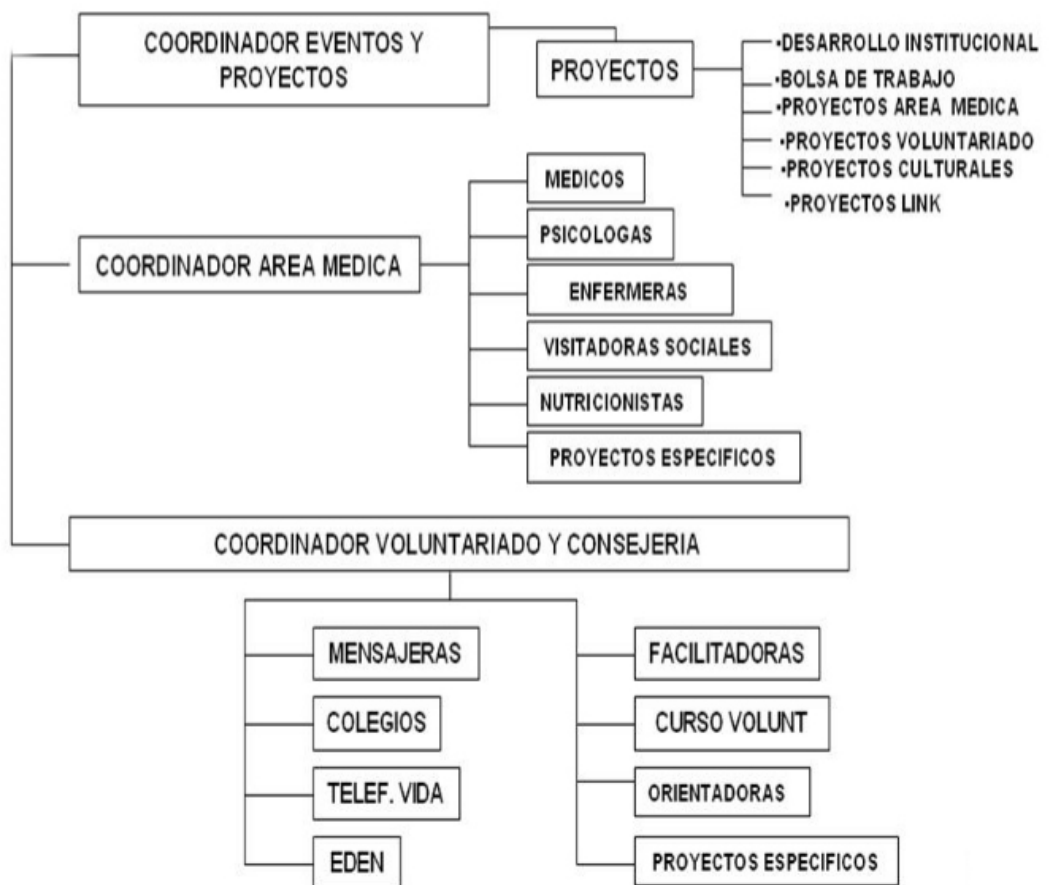 COORDINADOR EVENTOS Y
PROYECTOS
PROYECTOS
•DESARROLLO INSTITUCIONAL
•BOLSA DE TRABAJO
•PROYECTOS AREA MEDICA
•PROYECTOS VOLUNTARIADO
•PROYECTOS CULTURALES
•PROYECTOS LINK
COORDINADOR AREA MEDICA
MEDICOS
PSICOLOGAS
ENFERMERAS
VISITADORAS SOCIALES
NUTRICIONISTAS
PROYECTOS ESPECIFICOS
COORDINADOR VOLUNTARIADO Y CONSEJERIA
MENSAJERAS
COLEGIOS
TELEF. VIDA
EDEN
FACILITADORAS
CURSO VOLUNT
ORIENTADORAS
PROYECTOS ESPECIFICOS